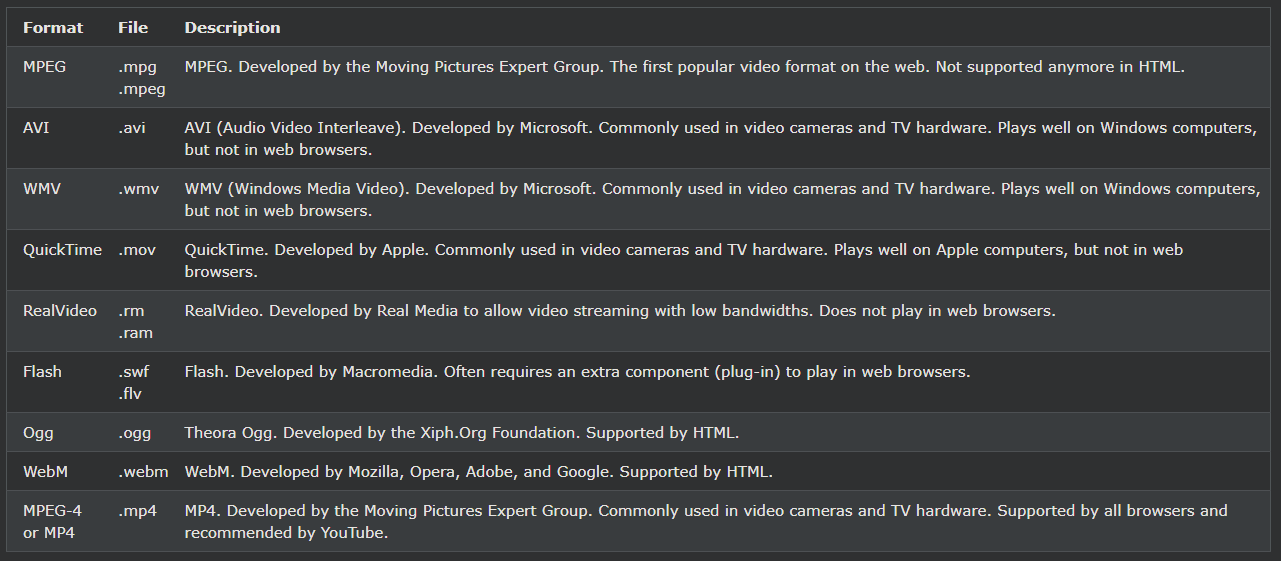 Format File Description
MPEG .mpg MPEG. Developed by the Moving Pictures Expert Group. The first popular video format on the web. Not supported anymore in HTML.
.mpeg
AVI .avi AVI (Audio Video Interleave). Developed by Microsoft. Commonly used in video cameras and TV hardware. Plays well on Windows computers,
but not in web browsers.
WMV .wmv WMV (Windows Media Video). Developed by Microsoft. Commonly used in video cameras and TV hardware. Plays well on Windows computers,
but not in web browsers.
QuickTime .mov QuickTime. Developed by Apple. Commonly used in video cameras and TV hardware. Plays well on Apple computers, but not in web
browsers.
RealVideo .rm RealVideo. Developed by Real Media to allow video streaming with low bandwidths. Does not play in web browsers.
.ram
Flash .swf Flash. Developed by Macromedia. Often requires an extra component (plug-in) to play in web browsers.
.flv
Ogg .ogg Theora Ogg. Developed by the Xiph.Org Foundation. Supported by HTML.
WebM .webm WebM. Developed by Mozilla, Opera, Adobe, and Google. Supported by HTML.
MPEG-4 .mp4 MP4. Developed by the Moving Pictures Expert Group. Commonly used in video cameras and TV hardware. Supported by all browsers and
or MP4 recommended by YouTube.